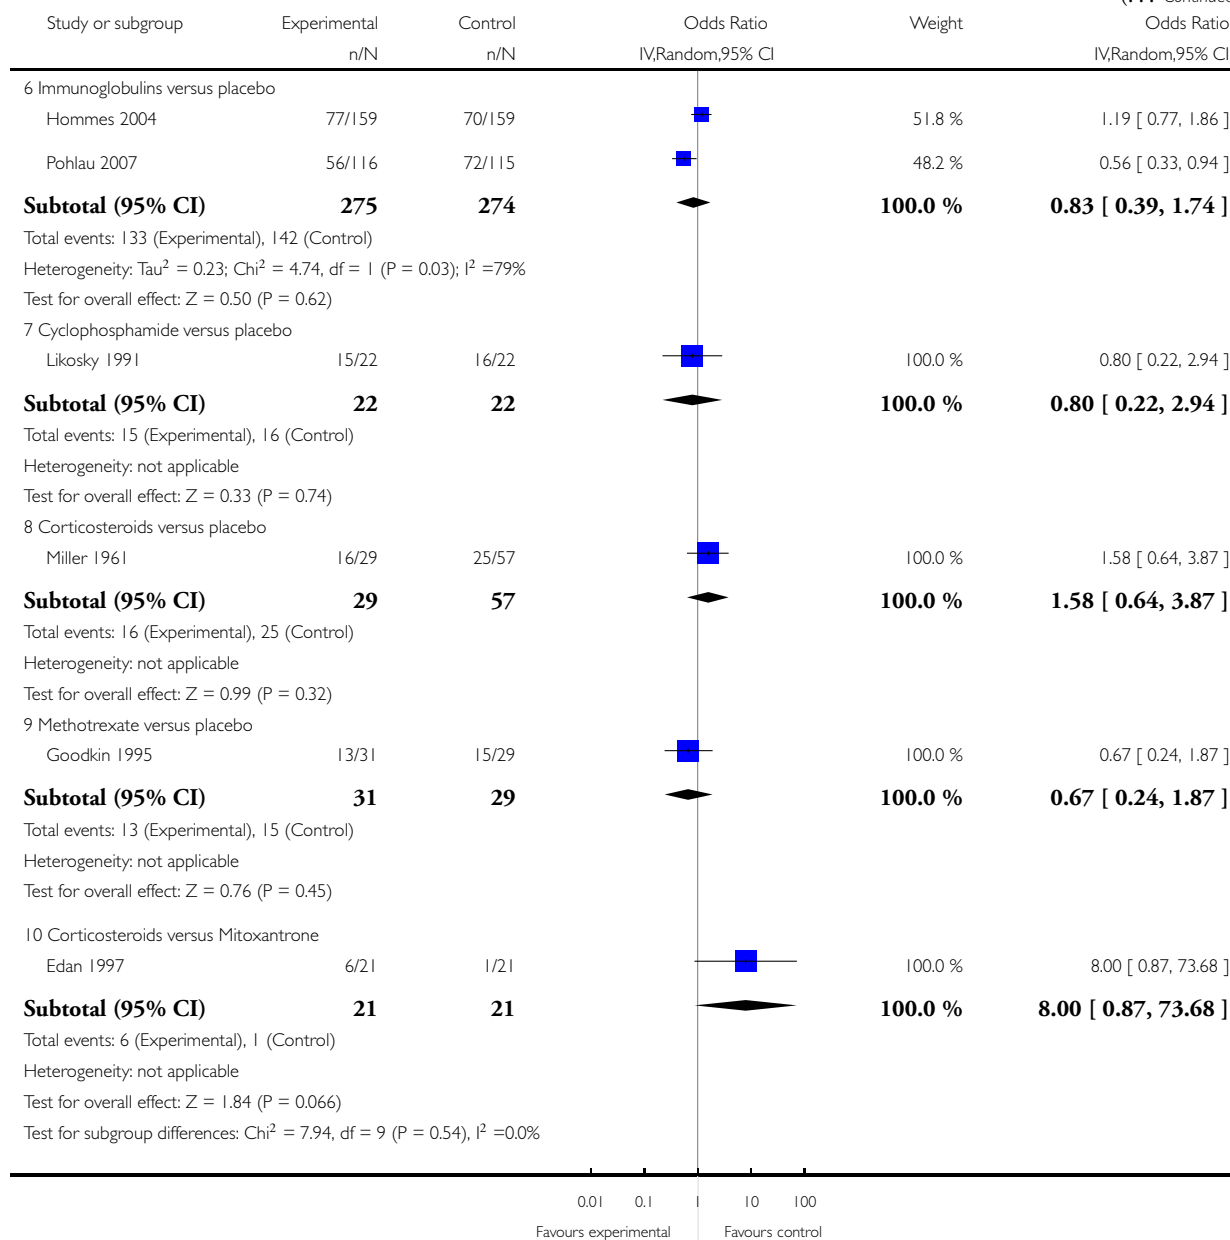 (... Continued
Study or subgroup Experimental Control Odds Ratio Weight Odds Ratio
n/N n/N IV,Random,95% CI IV,Random,95% CI
6 Immunoglobulins versus placebo
Hommes 2004 77/159 70/159 51.8 % 1.19 [ 0.77, 1.86 ]
Pohlau 2007 56/116 72/115 48.2 % 0.56 [ 0.33, 0.94 ]
Subtotal (95% CI) 275 274 100.0 % 0.83 [ 0.39, 1.74 ]
Total events: 133 (Experimental), 142 (Control)
Heterogeneity: Tau² = 0.23; Chi² = 4.74, df = 1 (P = 0.03); I² =79%
Test for overall effect: Z = 0.50 (P = 0.62)
7 Cyclophosphamide versus placebo
Likosky 1991 15/22 16/22 100.0 % 0.80 [ 0.22, 2.94 ]
Subtotal (95% CI) 22 22 100.0 % 0.80 [ 0.22, 2.94 ]
Total events: 15 (Experimental), 16 (Control)
Heterogeneity: not applicable
Test for overall effect: Z = 0.33 (P = 0.74)
8 Corticosteroids versus placebo
Miller 1961 16/29 25/57 100.0 % 1.58 [ 0.64, 3.87 ]
Subtotal (95% CI) 29 57 100.0 % 1.58 [ 0.64, 3.87 ]
Total events: 16 (Experimental), 25 (Control)
Heterogeneity: not applicable
Test for overall effect: Z = 0.99 (P = 0.32)
9 Methotrexate versus placebo
Goodkin 1995 13/31 15/29 100.0 % 0.67 [ 0.24, 1.87 ]
Subtotal (95% CI) 31 29 100.0 % 0.67 [ 0.24, 1.87 ]
Total events: 13 (Experimental), 15 (Control)
Heterogeneity: not applicable
Test for overall effect: Z = 0.76 (P = 0.45)
10 Corticosteroids versus Mitoxantrone
Edan 1997 6/21 1/21 100.0 % 8.00 [ 0.87, 73.68 ]
Subtotal (95% CI) 21 21 100.0 % 8.00 [ 0.87, 73.68 ]
Total events: 6 (Experimental), 1 (Control)
Heterogeneity: not applicable
Test for overall effect: Z = 1.84 (P = 0.066)
Test for subgroup differences: Chi² = 7.94, df = 9 (P = 0.54), I² =0.0%
0.01 0.1 1 10 100
Favours experimental Favours control